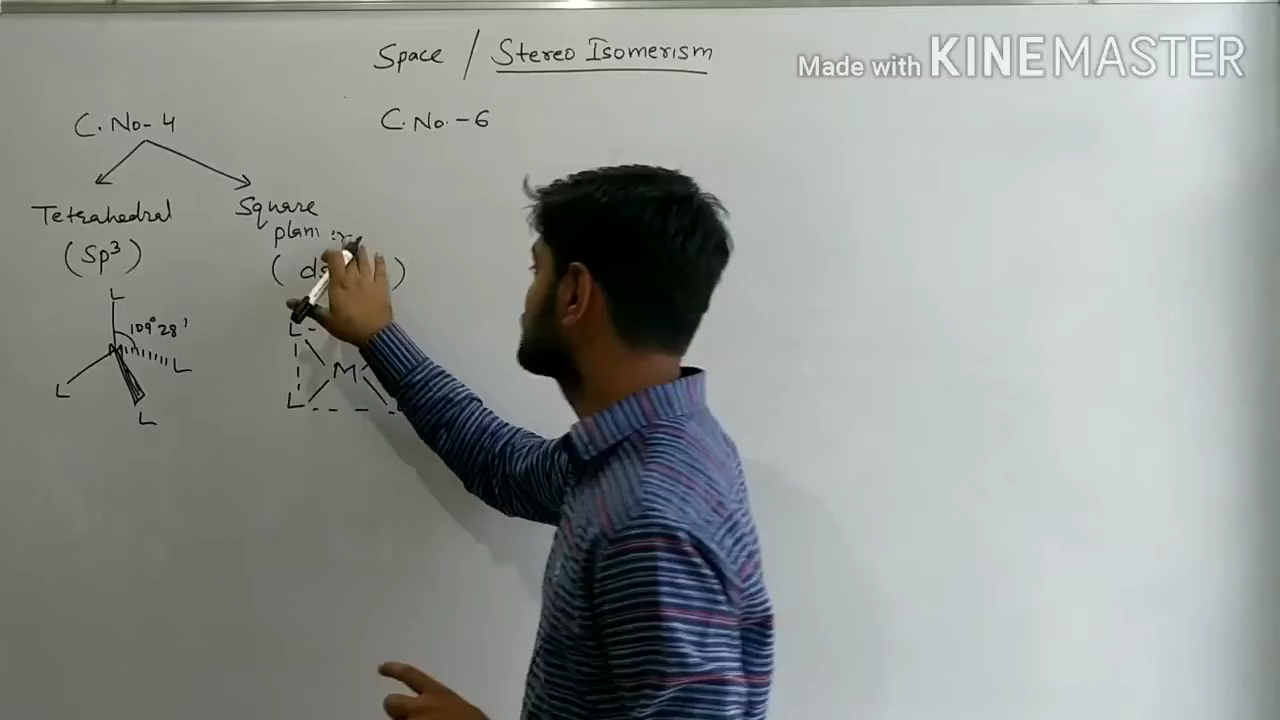 Space / Stereo Isomerism
Made with KINEMASTER
C.No-4
C.No.-6
Tetrahedral
Square
(Sp³)
L
109°28'
M
L
L
L
L
M
L